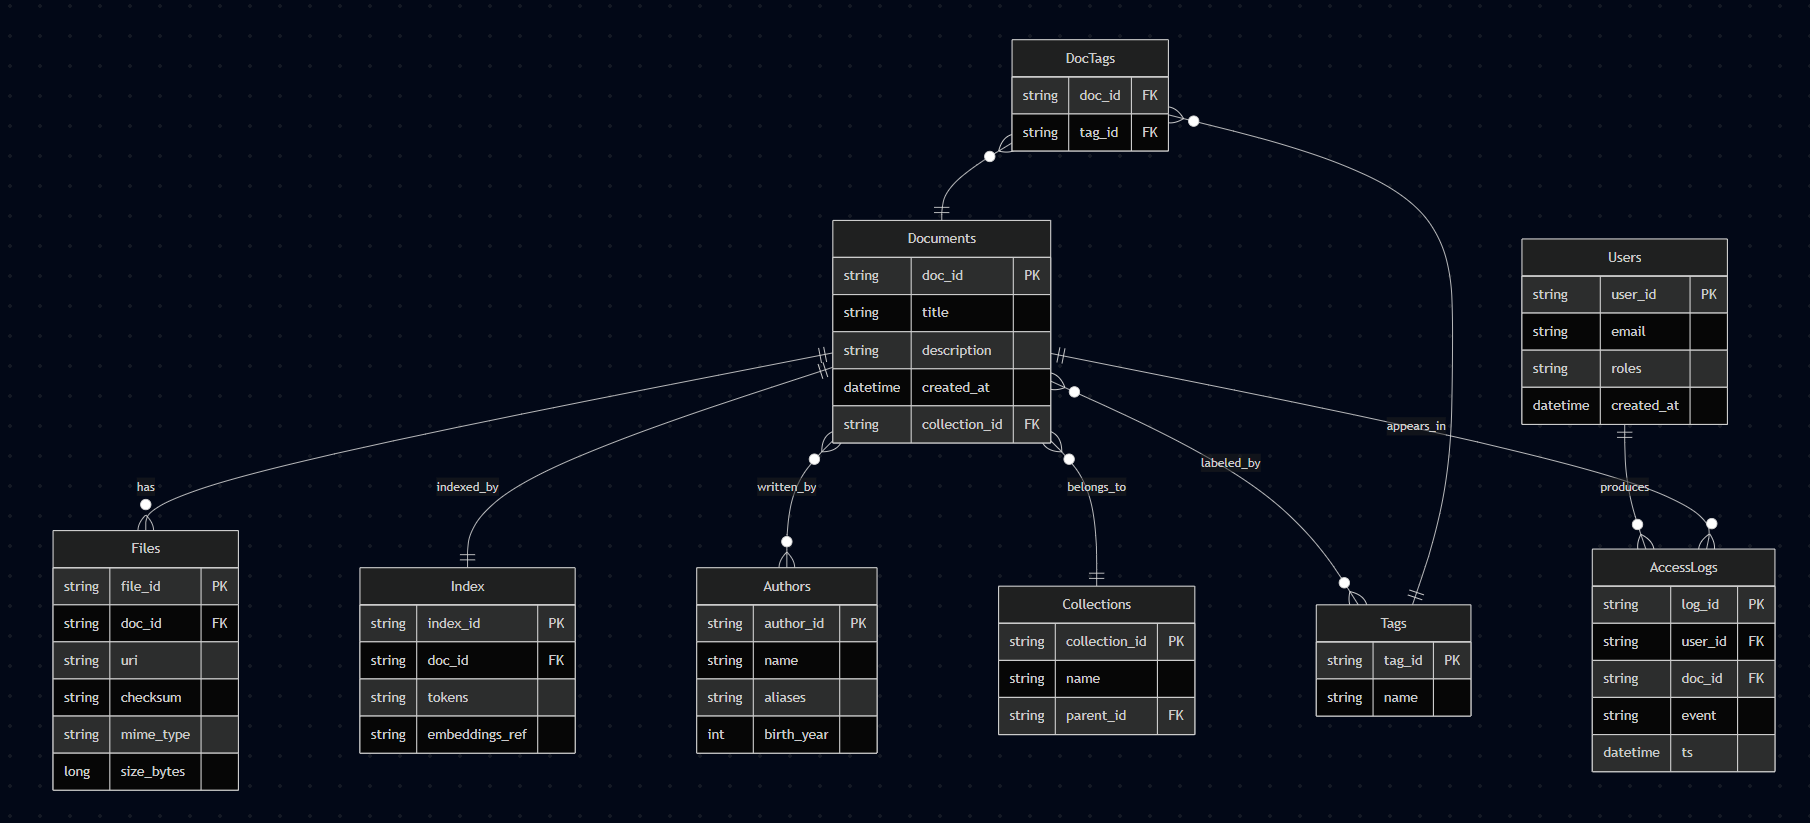 DocTags
string doc_id FK
string tag_id FK
Documents
string doc_id PK
string title
string description
datetime created_at
string collection_id FK
Users
string user_id PK
string email
string roles
datetime created_at
appears_in
labeled_by
has
indexed_by
written_by
belongs_to
produces
Files
string file_id PK
string doc_id FK
string uri
string checksum
string mime_type
long size_bytes
Index
string index_id PK
string doc_id FK
string tokens
string embeddings_ref
Authors
string author_id PK
string name
string aliases
int birth_year
Collections
string collection_id PK
string name
string parent_id FK
Tags
string tag_id PK
string name
AccessLogs
string log_id PK
string user_id FK
string doc_id FK
string event
datetime ts